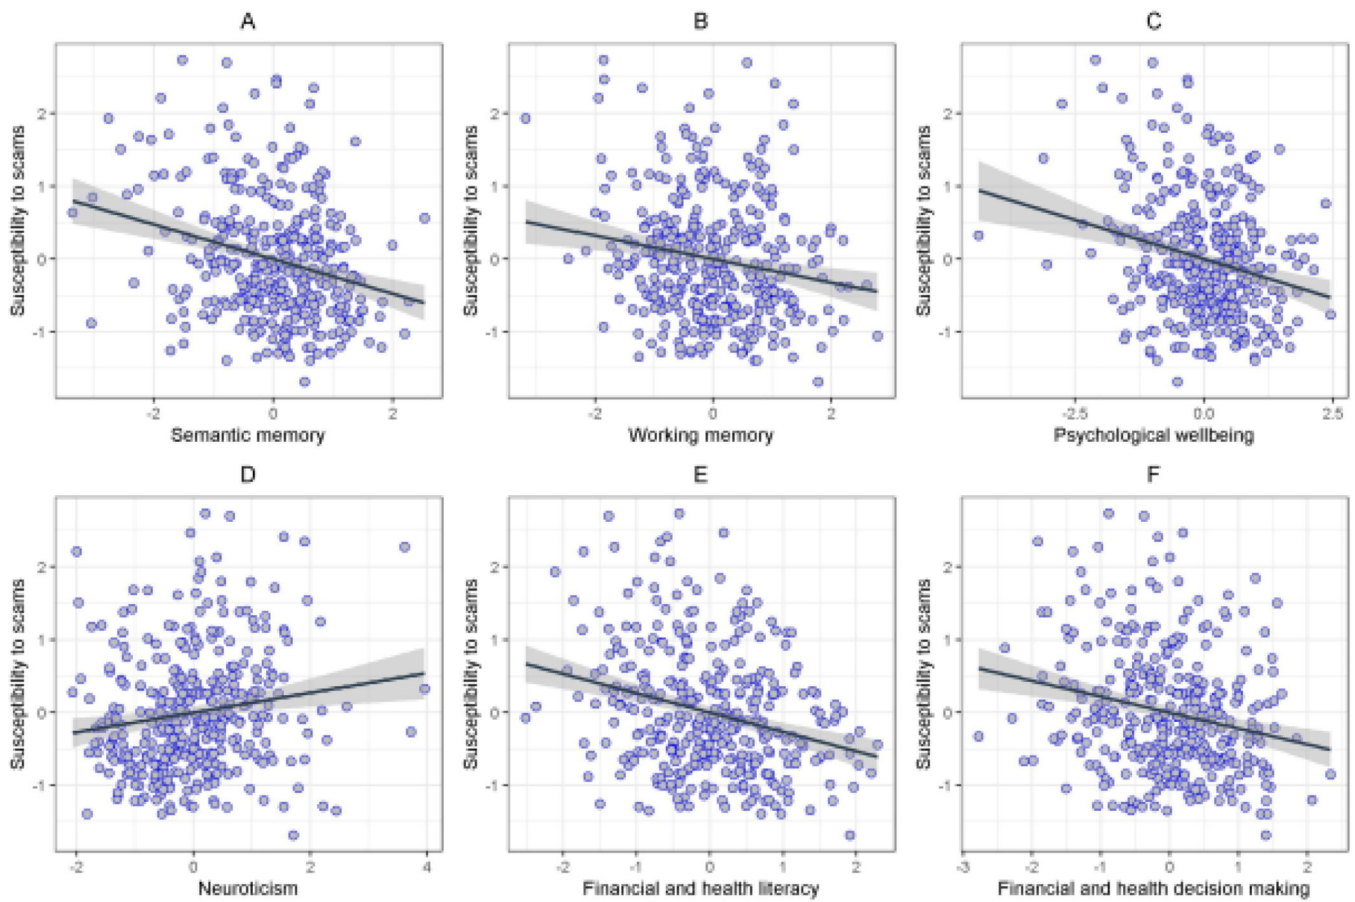 A B C
Susceptibility to scams
2
1
0
-1
-2 0 2
Semantic memory
Susceptibility to scams
2
1
0
-1
-2 0 2
Working memory
Susceptibility to scams
2
1
0
-1
-2.5 0.0 2.5
Psychological wellbeing
D E F
Susceptibility to scams
2
1
0
-1
-2 0 2 4
Neuroticism
Susceptibility to scams
2
1
0
-1
-2 -1 0 1 2
Financial and health literacy
Susceptibility to scams
2
1
0
-1
-3 -2 -1 0 1 2
Financial and health decision making